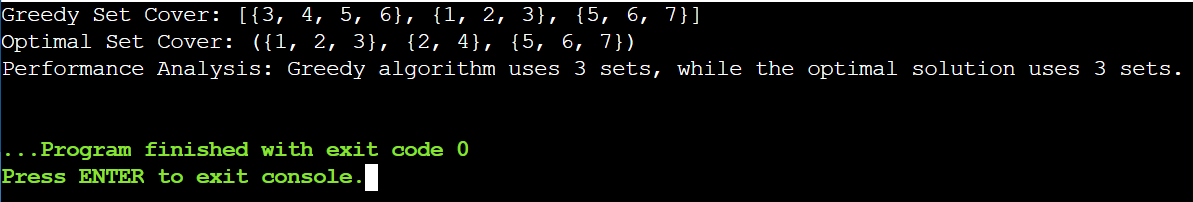 Greedy Set Cover: [{3, 4, 5, 6}, {1, 2, 3}, {5, 6, 7}]
Optimal Set Cover: ({1, 2, 3}, {2, 4}, {5, 6, 7})
Performance Analysis: Greedy algorithm uses 3 sets, while the optimal solution uses 3 sets.
...Program finished with exit code 0
Press ENTER to exit console.